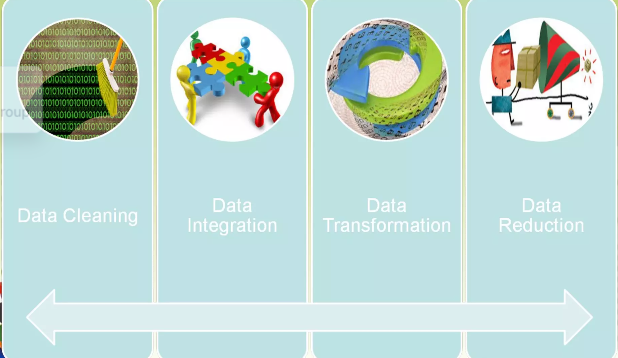 Data Cleaning
Data
Integration
Data
Transformation
Data
Reduction